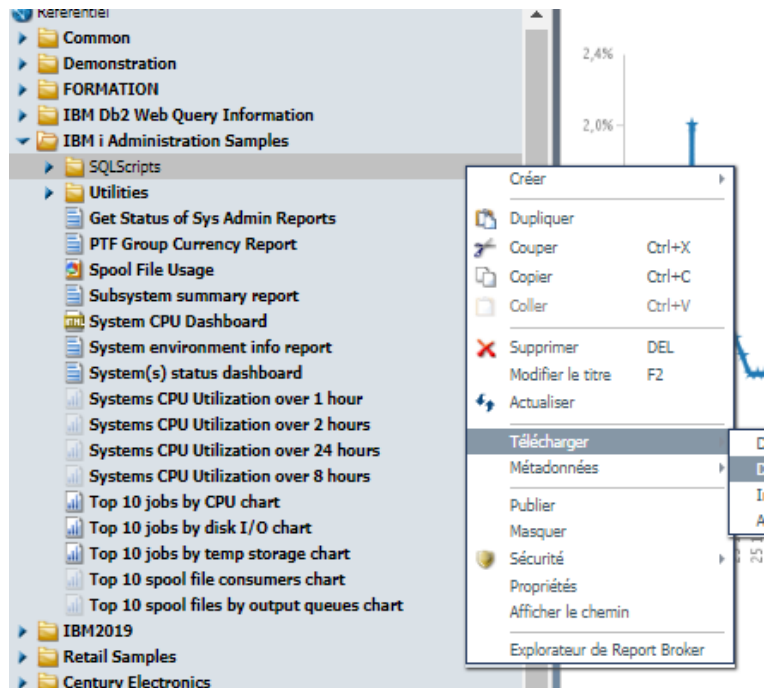 Référentiel
Common
Demonstration
FORMATION
IBM Db2 Web Query Information
IBM i Administration Samples
SQLScripts
Utilities
Get Status of Sys Admin Reports
PTF Group Currency Report
Spool File Usage
Subsystem summary report
System CPU Dashboard
System environment info report
System(s) status dashboard
Systems CPU Utilization over 1 hour
Systems CPU Utilization over 2 hours
Systems CPU Utilization over 24 hours
Systems CPU Utilization over 8 hours
Top 10 jobs by CPU chart
Top 10 jobs by disk I/O chart
Top 10 jobs by temp storage chart
Top 10 spool file consumers chart
Top 10 spool files by output queues chart
IBM2019
Retail Samples
Century Electronics
Créer
Dupliquer
Couper Ctrl+X
Copier Ctrl+C
Coller Ctrl+V
Supprimer DEL
Modifier le titre F2
Actualiser
Télécharger
Métadonnées
Publier
Masquer
Sécurité
Propriétés
Afficher le chemin
Explorateur de Report Broker
2,4%
2,0%